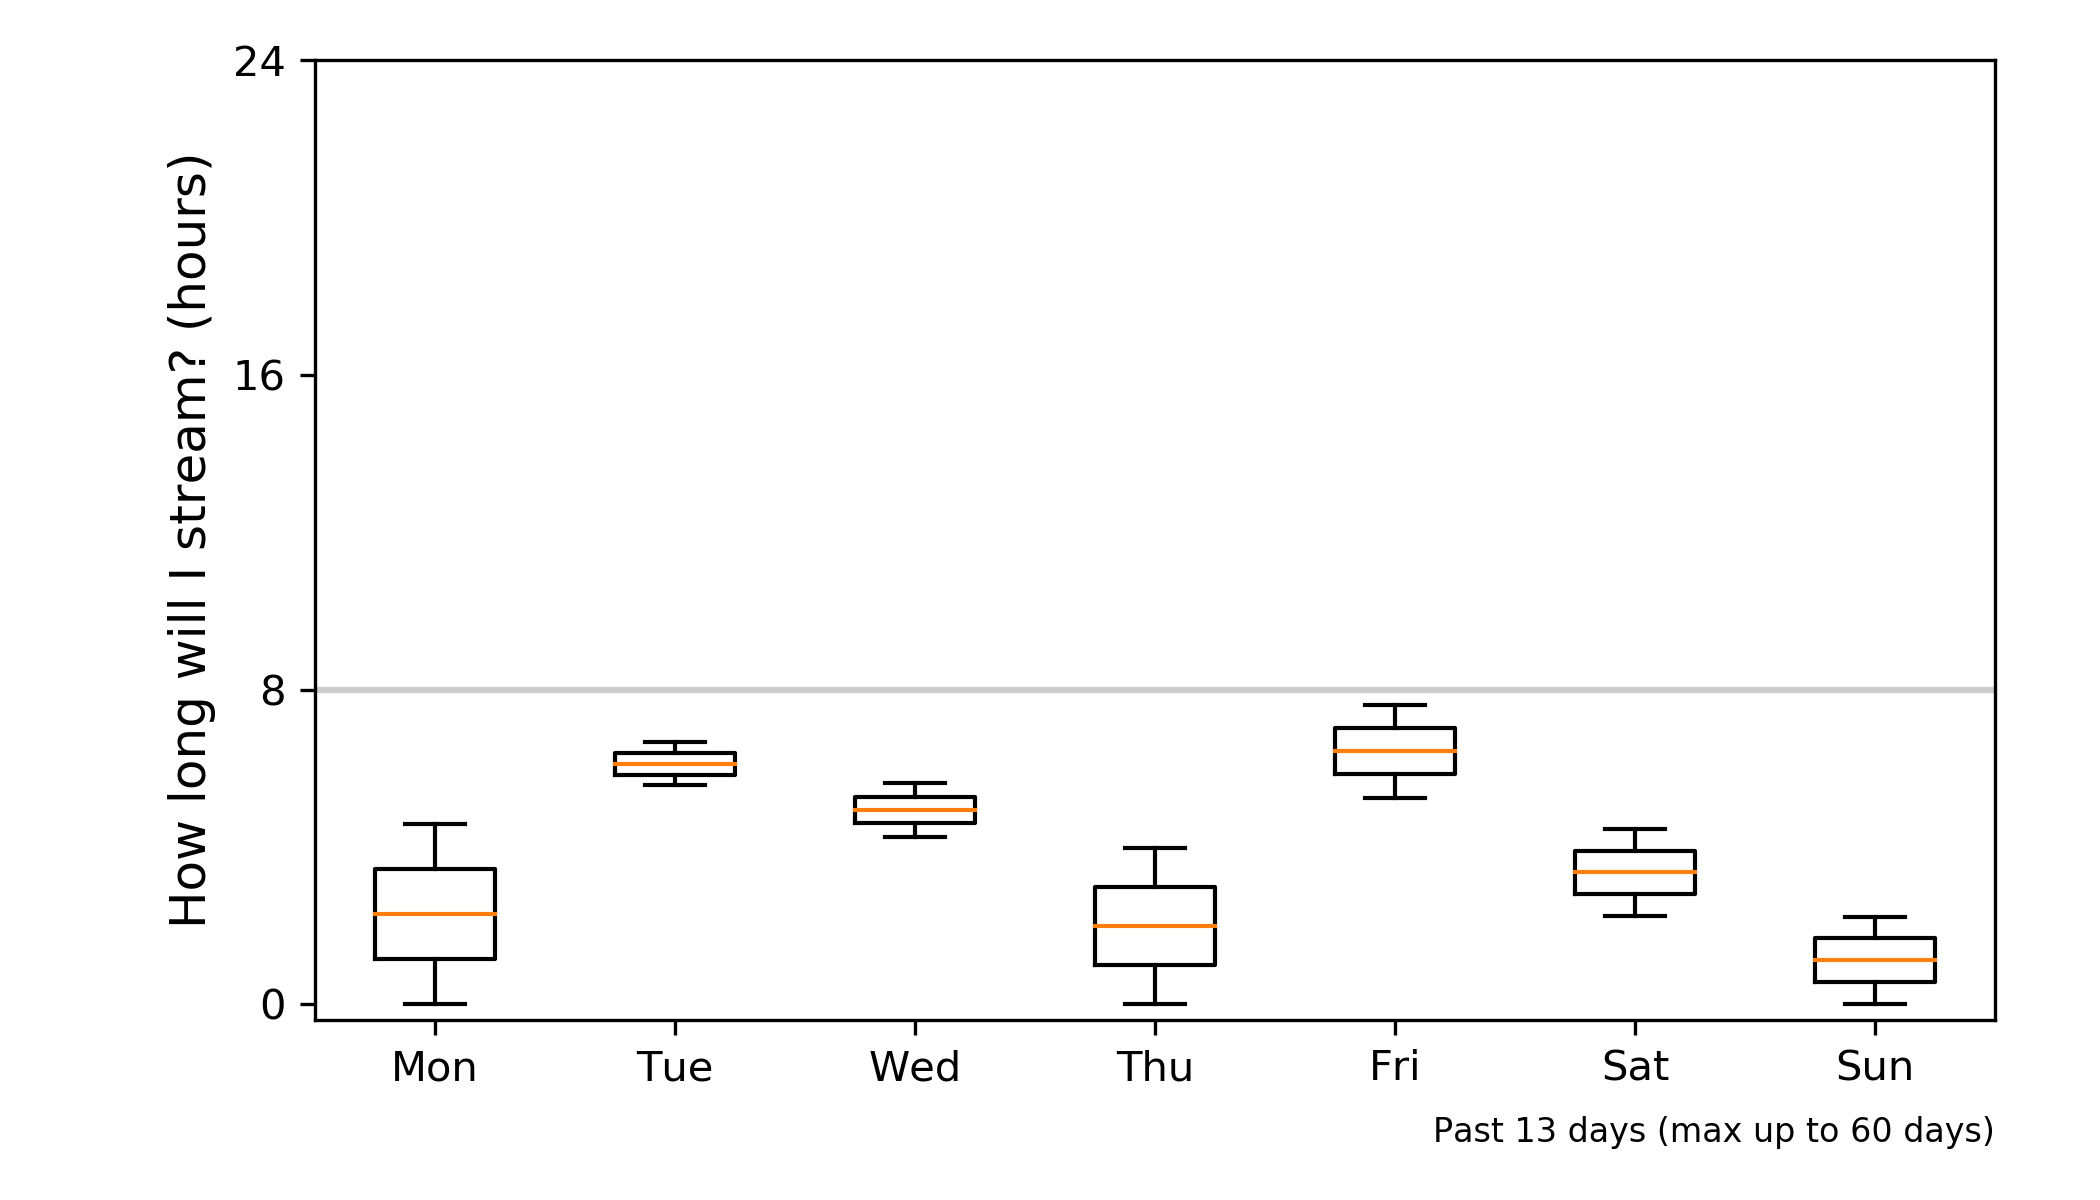 How long will I stream? (hours)
24
16
8
0
Mon Tue Wed Thu Fri Sat Sun
Past 13 days (max up to 60 days)